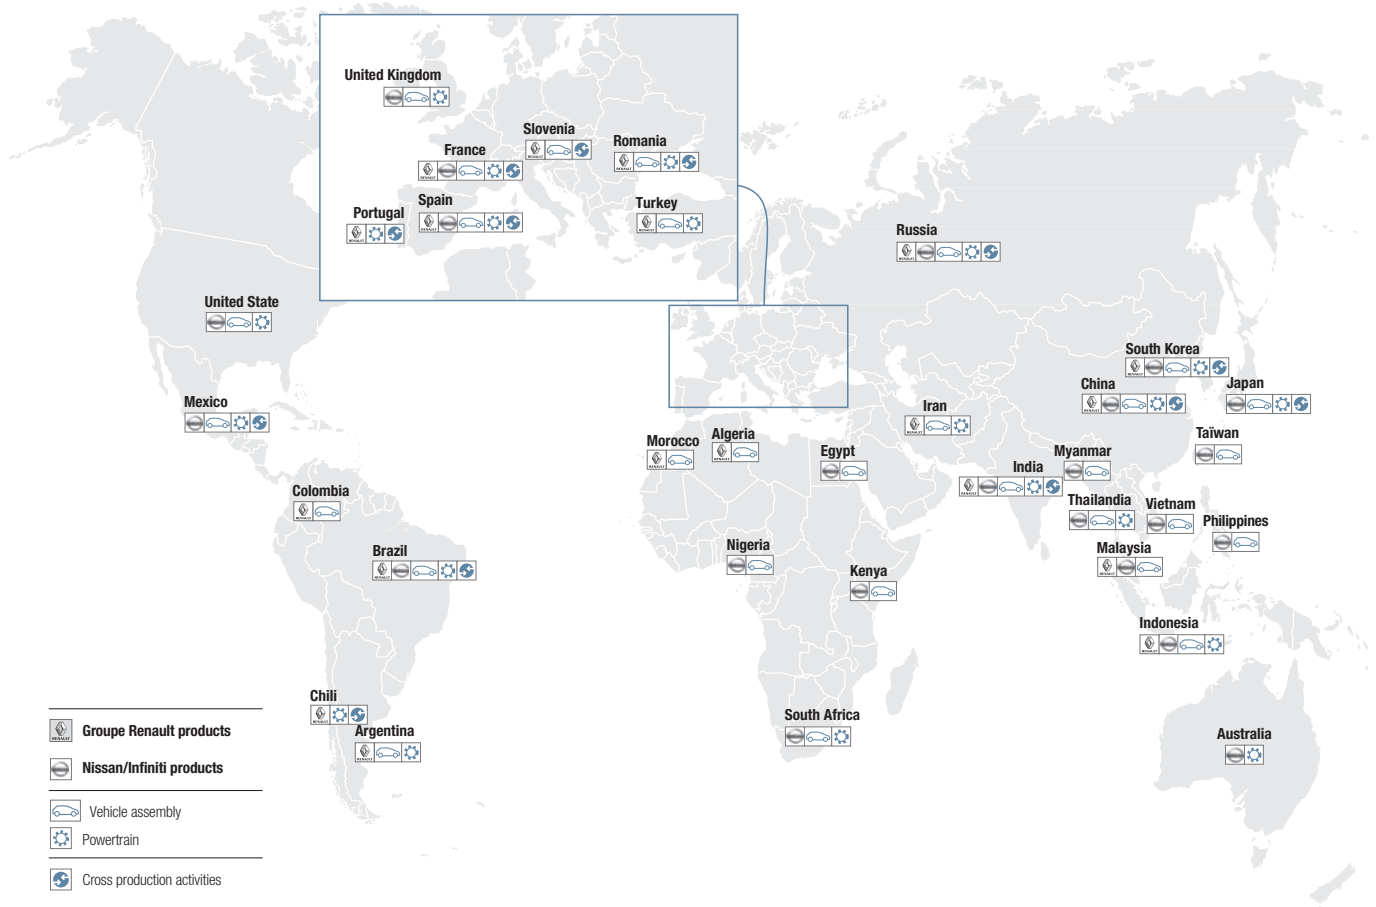 United Kingdom
Slovenia
Romania
France
Spain
Portugal
Turkey
Russia
United State
South Korea
China
Japan
Mexico
Iran
Morocco
Algeria
Egypt
Taïwan
Myanmar
India
Colombia
Thailandia
Vietnam
Philippines
Nigeria
Malaysia
Brazil
Kenya
Indonesia
Chili
Argentina
South Africa
Australia
RENAULT
Groupe Renault products
Nissan/Infiniti products
Vehicle assembly
Powertrain
Cross production activities